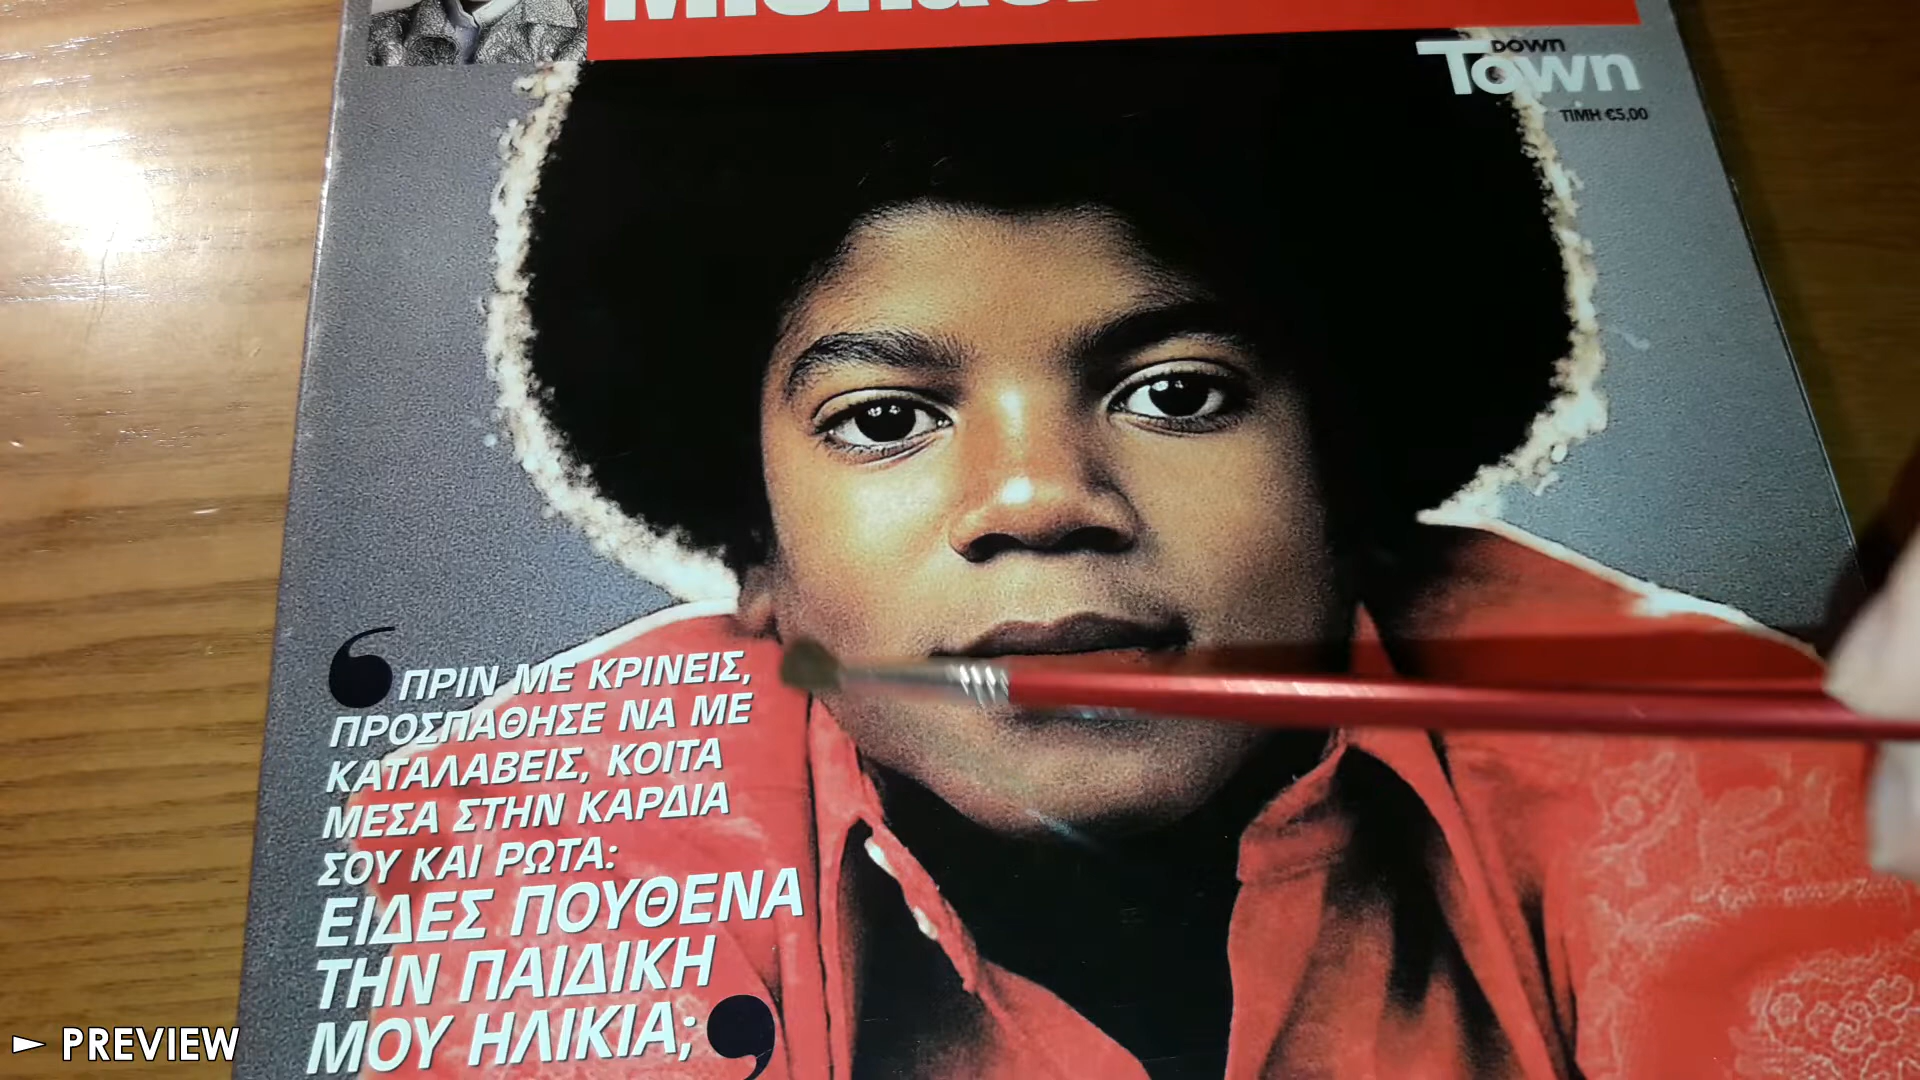 Michael
DOWN
Town
ΤΙΜΗ €5,00
‘ΠΡΙΝ ΜΕ ΚΡΙΝΕΙΣ,
ΠΡΟΣΠΑΘΗΣΕ ΝΑ ΜΕ
ΚΑΤΑΛΑΒΕΙΣ, ΚΟΙΤΑ
ΜΕΣΑ ΣΤΗΝ ΚΑΡΔΙΑ
ΣΟΥ ΚΑΙ ΡΩΤΑ:
ΕΙΔΕΣ ΠΟΥΘΕΝΑ
ΤΗΝ ΠΑΙΔΙΚΗ
ΜΟΥ ΗΛΙΚΙΑ;’
► PREVIEW